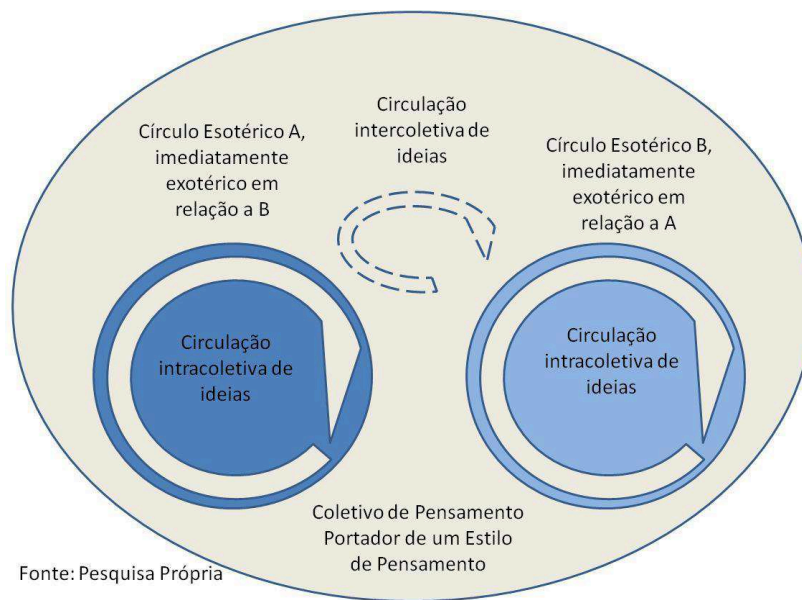 Circulação
intercoletiva de
ideias
Círculo Esotérico A,
imediatamente
exotérico em
relação a B
Círculo Esotérico B,
imediatamente
exotérico em
relação a A
Circulação
intracoletiva de
ideias
Circulação
intracoletiva de
ideias
Coletivo de Pensamento
Portador de um Estilo
de Pensamento
Fonte: Pesquisa Própria